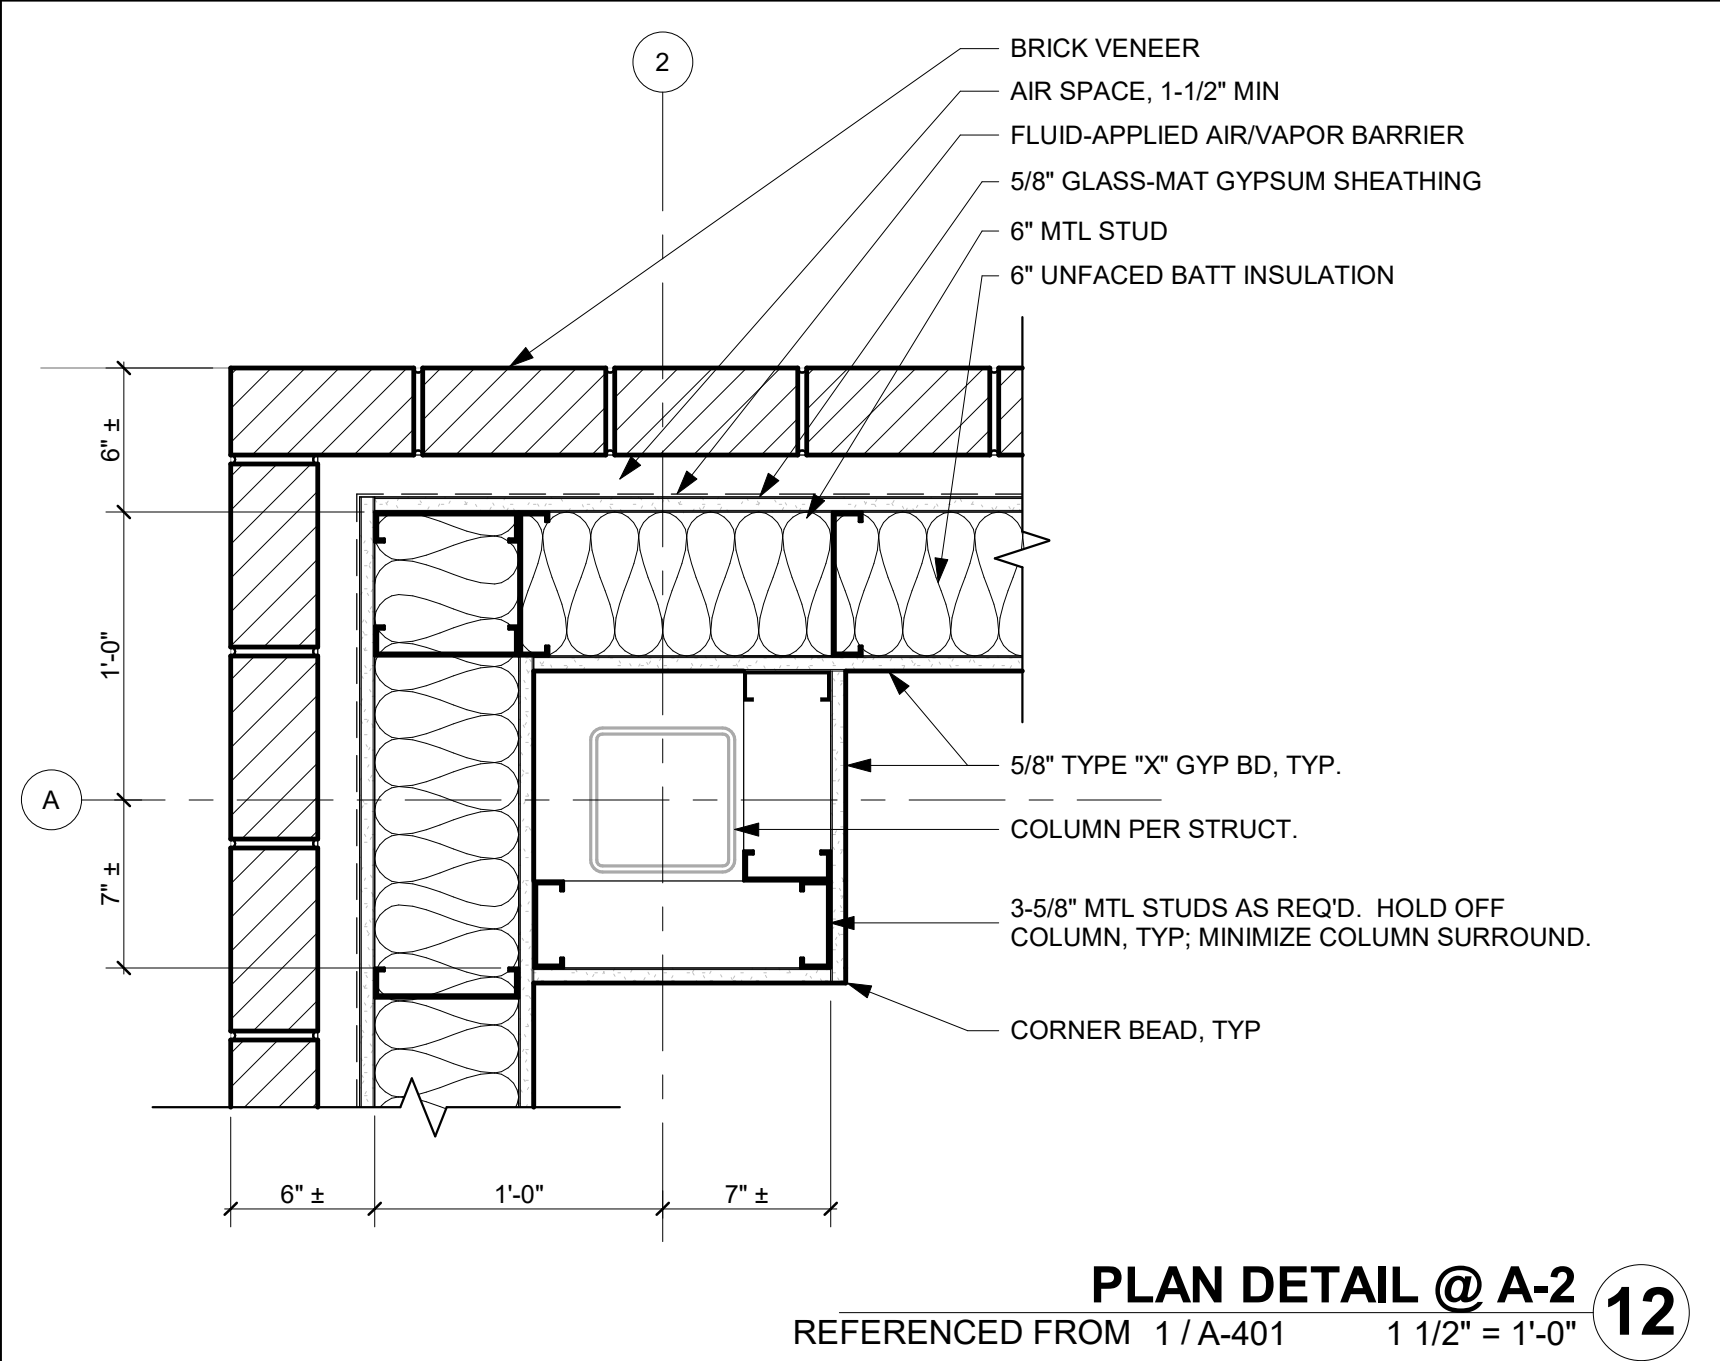 2
BRICK VENEER
AIR SPACE, 1-1/2" MIN
FLUID-APPLIED AIR/VAPOR BARRIER
5/8" GLASS-MAT GYPSUM SHEATHING
6" MTL STUD
6" UNFACED BATT INSULATION
6" ±
1'-0"
A
7" ±
5/8" TYPE "X" GYP BD, TYP.
COLUMN PER STRUCT.
3-5/8" MTL STUDS AS REQ'D. HOLD OFF
COLUMN, TYP; MINIMIZE COLUMN SURROUND.
CORNER BEAD, TYP
6" ±
1'-0"
7" ±
PLAN DETAIL @ A-2
12
REFERENCED FROM 1 / A-401
1 1/2" = 1'-0"